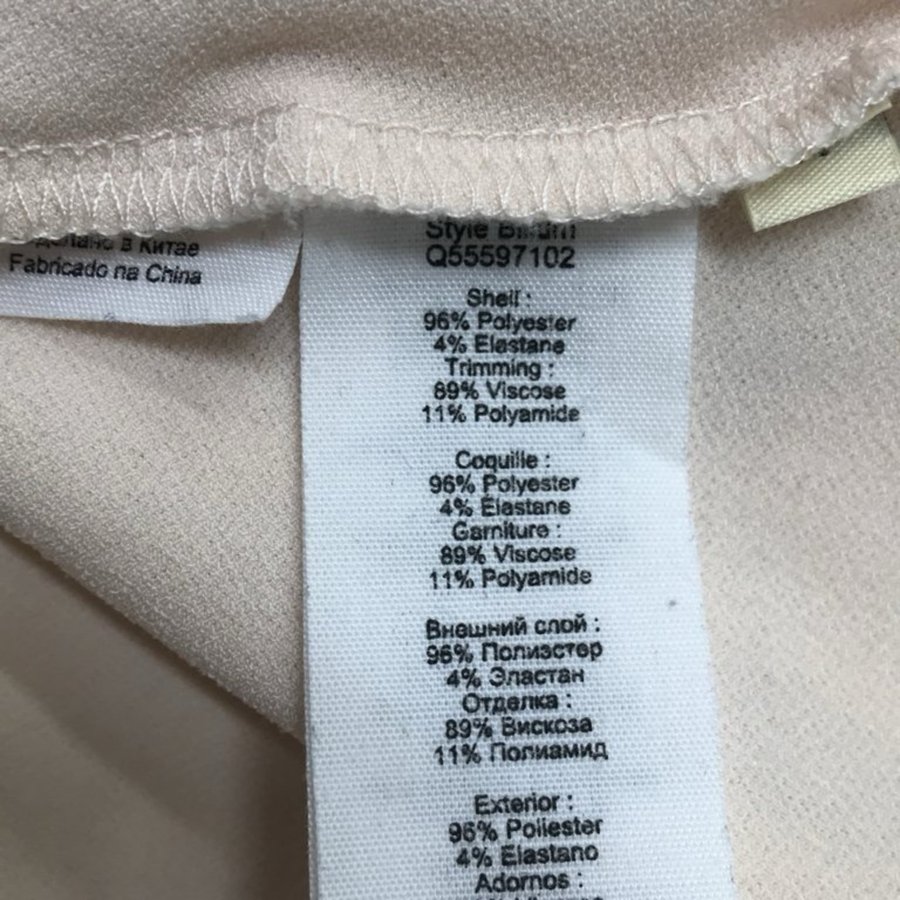 в Китае
Fabricado na China
Style
Q55597102
Shell :
96% Polyester
4% Elastane
Trimming :
89% Viscose
11% Polyamide
Coquille :
96% Polyester
4% Élastane
Garniture :
89% Viscose
11% Polyamide
Внешний слой :
96% Полиэстер
4% Эластан
Отделка :
89% Вискоза
11% Полиамид
Exterior :
96% Poliester
4% Elastano
Adornos :